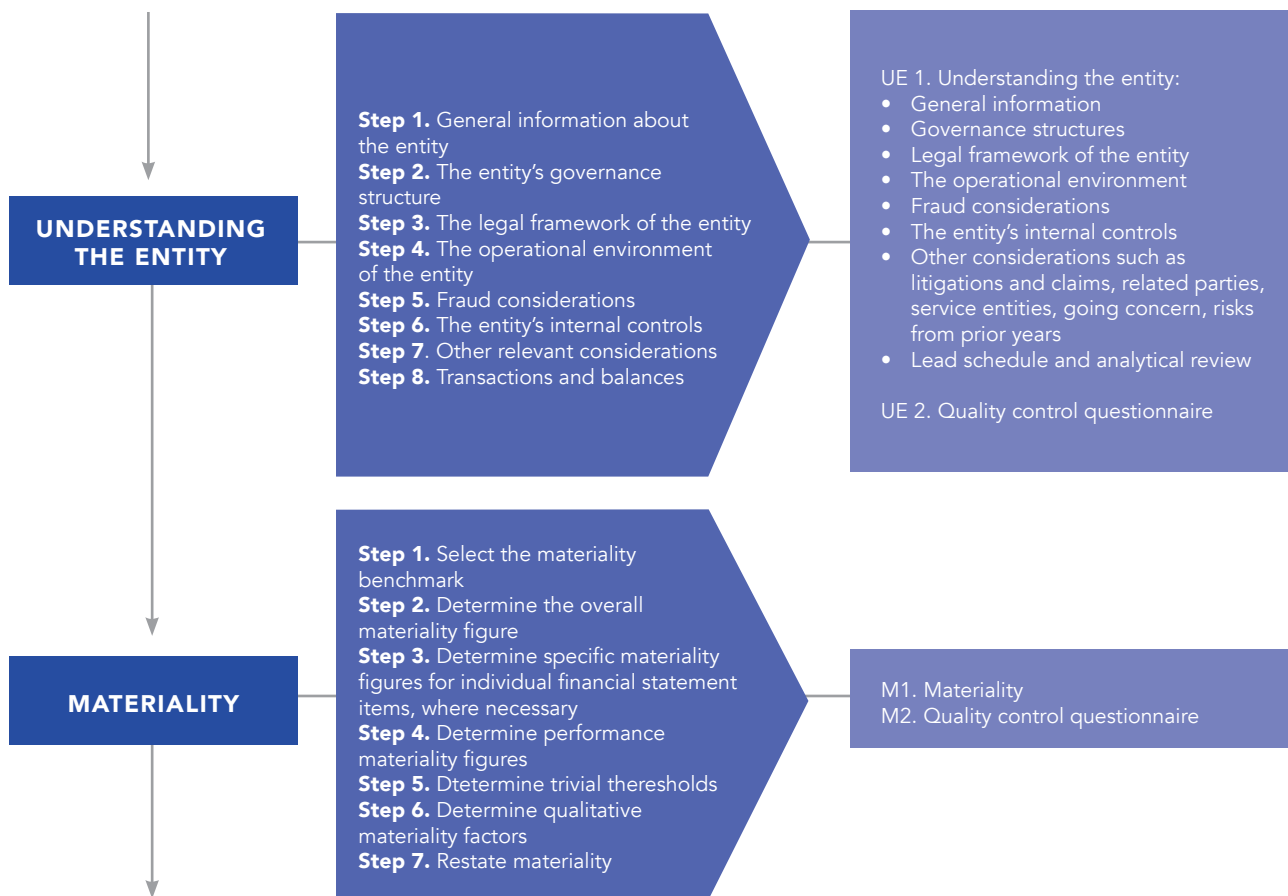 UNDERSTANDING
THE ENTITY
Step 1. General information about
the entity
Step 2. The entity’s governance
structure
Step 3. The legal framework of the entity
Step 4. The operational environment
of the entity
Step 5. Fraud considerations
Step 6. The entity’s internal controls
Step 7. Other relevant considerations
Step 8. Transactions and balances
UE 1. Understanding the entity:
• General information
• Governance structures
• Legal framework of the entity
• The operational environment
• Fraud considerations
• The entity’s internal controls
• Other considerations such as
litigations and claims, related parties,
service entities, going concern, risks
from prior years
• Lead schedule and analytical review
UE 2. Quality control questionnaire
MATERIALITY
Step 1. Select the materiality
benchmark
Step 2. Determine the overall
materiality figure
Step 3. Determine specific materiality
figures for individual financial statement
items, where necessary
Step 4. Determine performance
materiality figures
Step 5. Dtetermine trivial theresholds
Step 6. Determine qualitative
materiality factors
Step 7. Restate materiality
M1. Materiality
M2. Quality control questionnaire